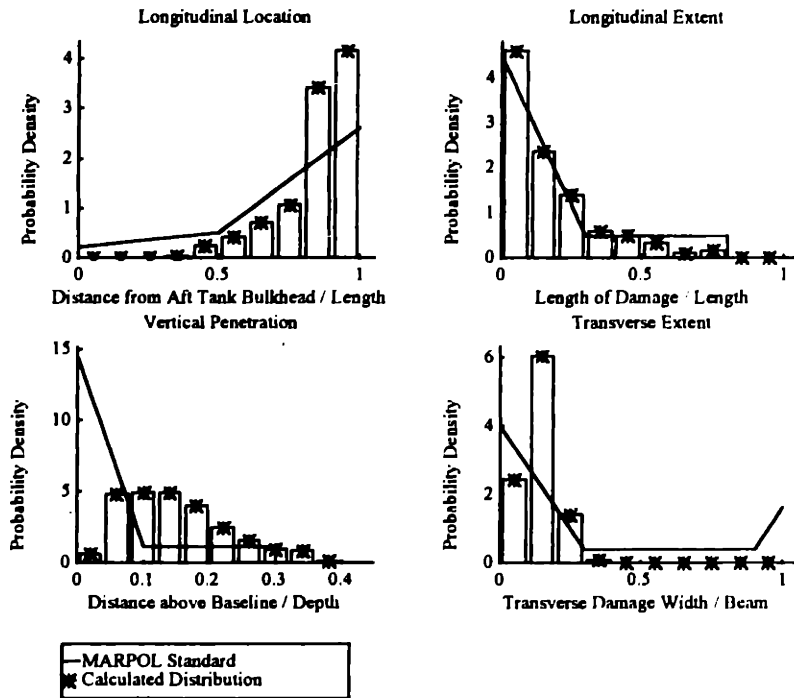 Longitudinal Location
4
3
2
1
0
0
0.5
1
Probability Density
Distance from Aft Tank Bulkhead / Length
Longitudinal Extent
4
2
0
0
0.5
1
Probability Density
Length of Damage / Length
Vertical Penetration
15
10
5
0
0
0.1
0.2
0.3
0.4
Probability Density
Distance above Baseline / Depth
Transverse Extent
6
4
2
0
0
0.5
1
Probability Density
Transverse Damage Width / Beam
MARPOL Standard
Calculated Distribution